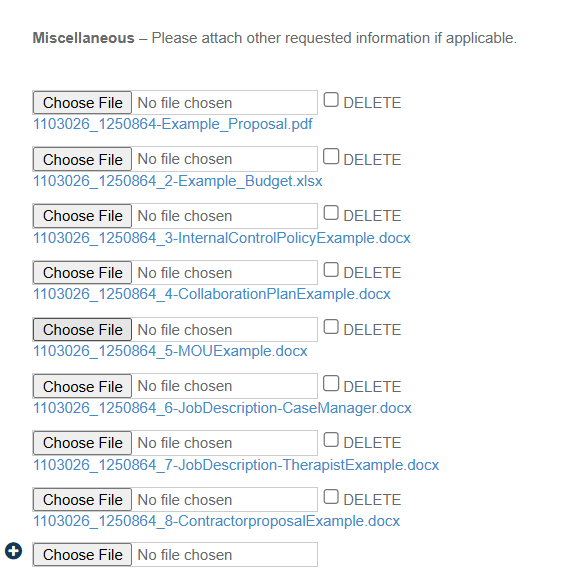 Miscellaneous – Please attach other requested information if applicable.
Choose File No file chosen DELETE
1103026_1250864-Example_Proposal.pdf
Choose File No file chosen DELETE
1103026_1250864_2-Example_Budget.xlsx
Choose File No file chosen DELETE
1103026_1250864_3-InternalControlPolicyExample.docx
Choose File No file chosen DELETE
1103026_1250864_4-CollaborationPlanExample.docx
Choose File No file chosen DELETE
1103026_1250864_5-MOUExample.docx
Choose File No file chosen DELETE
1103026_1250864_6-JobDescription-CaseManager.docx
Choose File No file chosen DELETE
1103026_1250864_7-JobDescription-TherapistExample.docx
Choose File No file chosen DELETE
1103026_1250864_8-ContractorproposalExample.docx
Choose File No file chosen